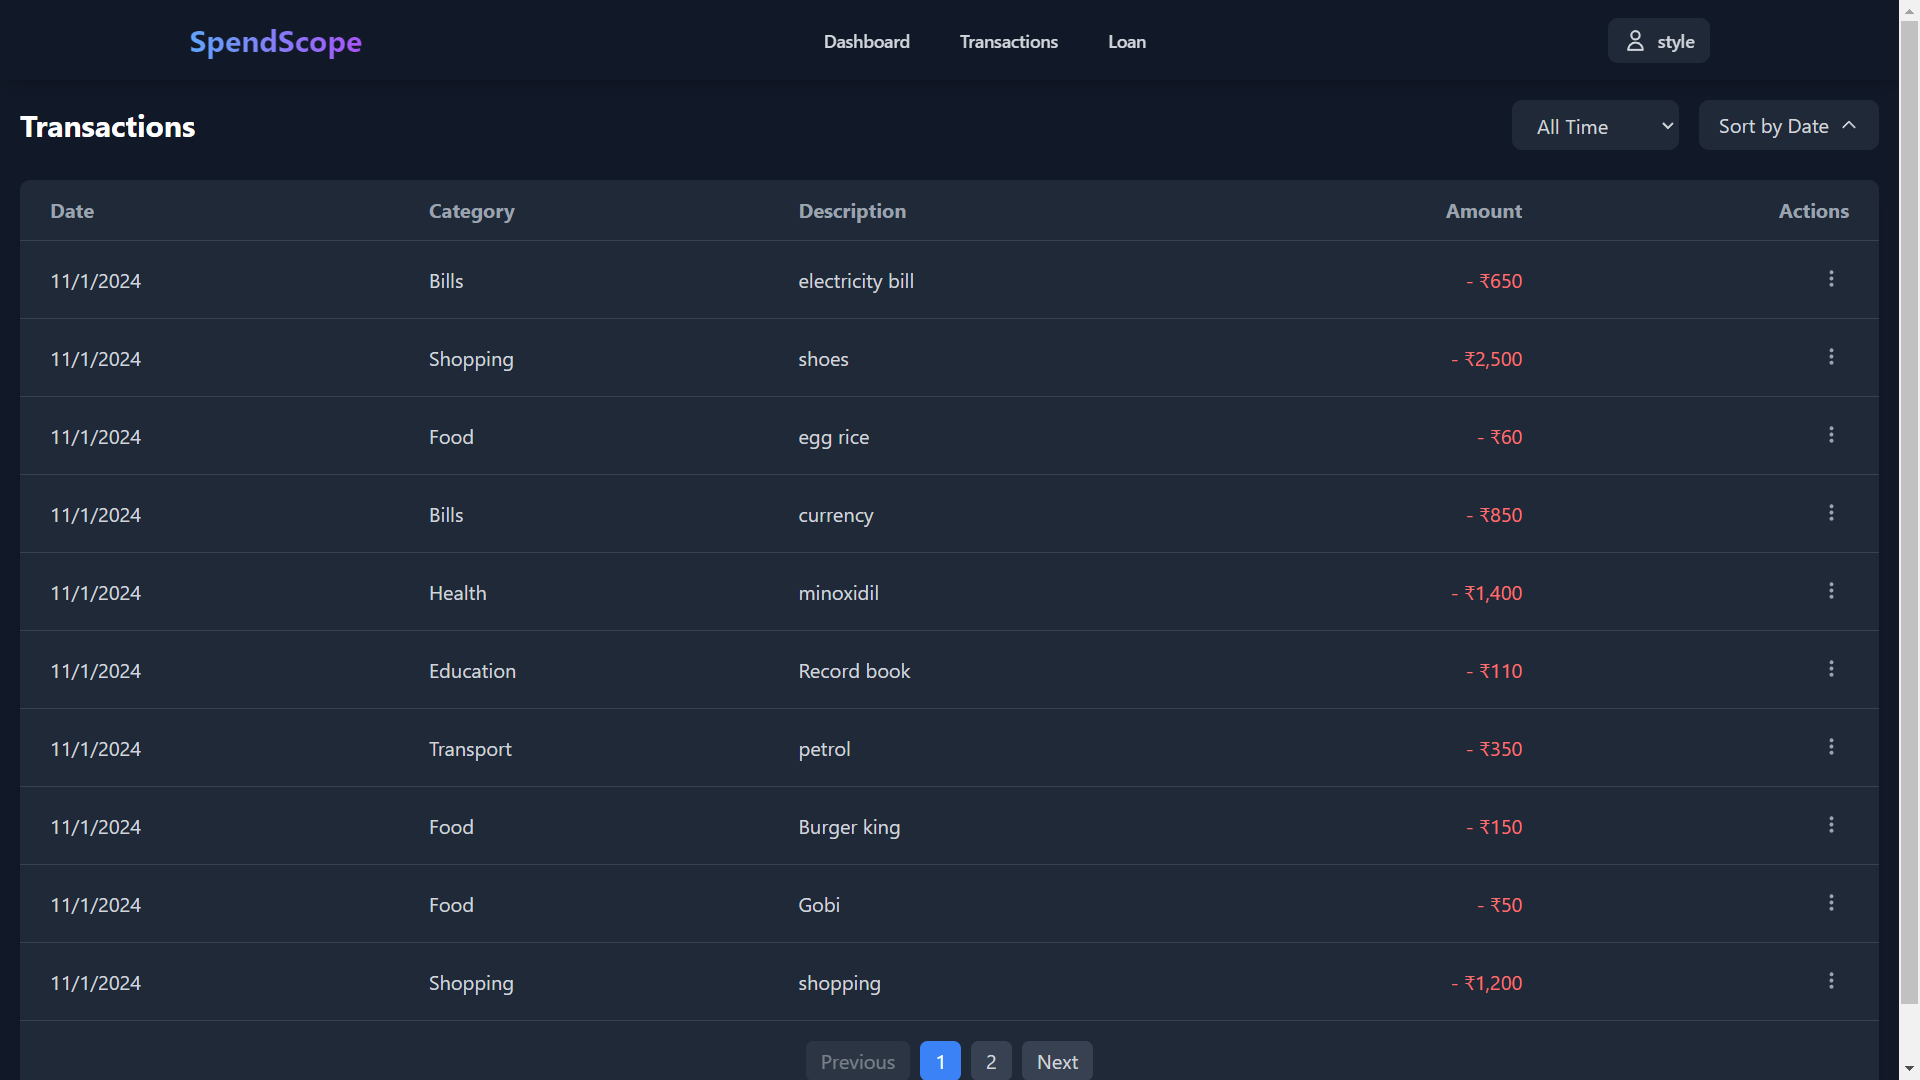 SpendScope Dashboard Transactions Loan style
Transactions All Time Sort by Date
Date Category Description Amount Actions
11/1/2024 Bills electricity bill - ₹650
11/1/2024 Shopping shoes - ₹2,500
11/1/2024 Food egg rice - ₹60
11/1/2024 Bills currency - ₹850
11/1/2024 Health minoxidil - ₹1,400
11/1/2024 Education Record book - ₹110
11/1/2024 Transport petrol - ₹350
11/1/2024 Food Burger king - ₹150
11/1/2024 Food Gobi - ₹50
11/1/2024 Shopping shopping - ₹1,200
Previous 1 2 Next